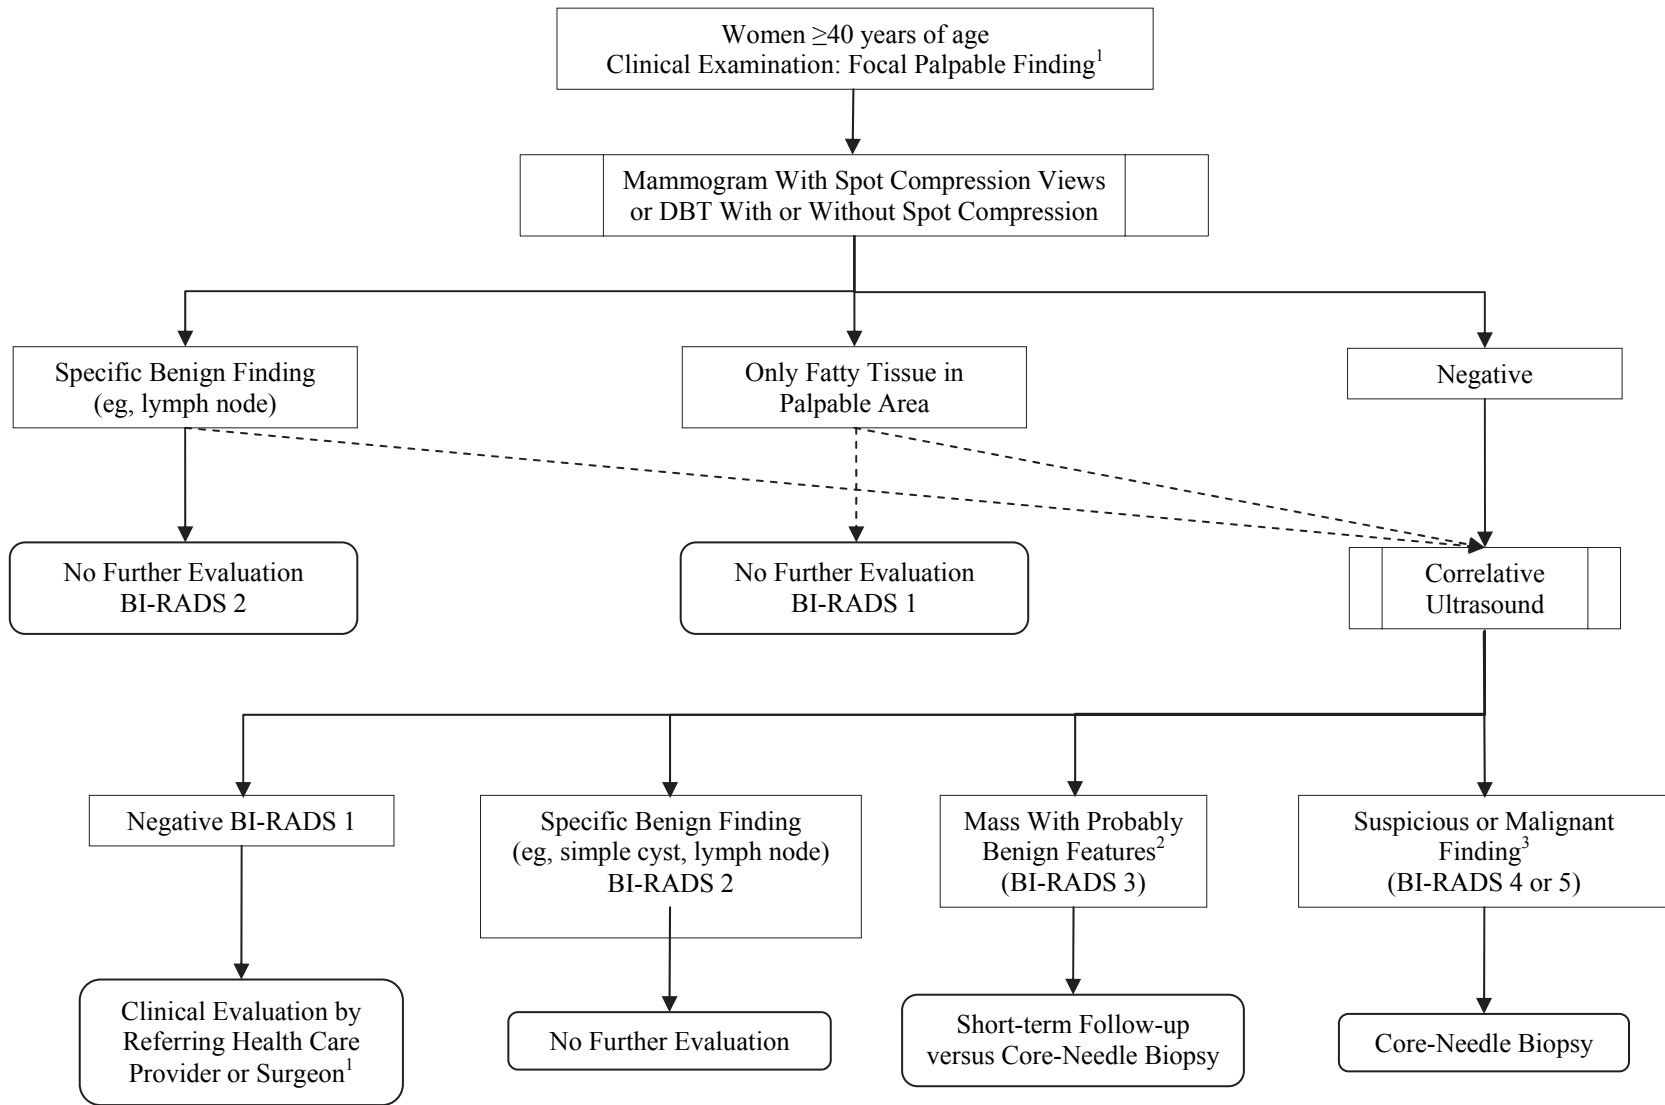 Women ≥40 years of age
Clinical Examination: Focal Palpable Finding¹
Mammogram With Spot Compression Views
or DBT With or Without Spot Compression
Specific Benign Finding
(eg, lymph node)
Only Fatty Tissue in
Palpable Area
Negative
No Further Evaluation
BI-RADS 2
No Further Evaluation
BI-RADS 1
Correlative
Ultrasound
Negative BI-RADS 1
Specific Benign Finding
(eg, simple cyst, lymph node)
BI-RADS 2
Mass With Probably
Benign Features²
(BI-RADS 3)
Suspicious or Malignant
Finding³
(BI-RADS 4 or 5)
Clinical Evaluation by
Referring Health Care
Provider or Surgeon¹
No Further Evaluation
Short-term Follow-up
versus Core-Needle Biopsy
Core-Needle Biopsy